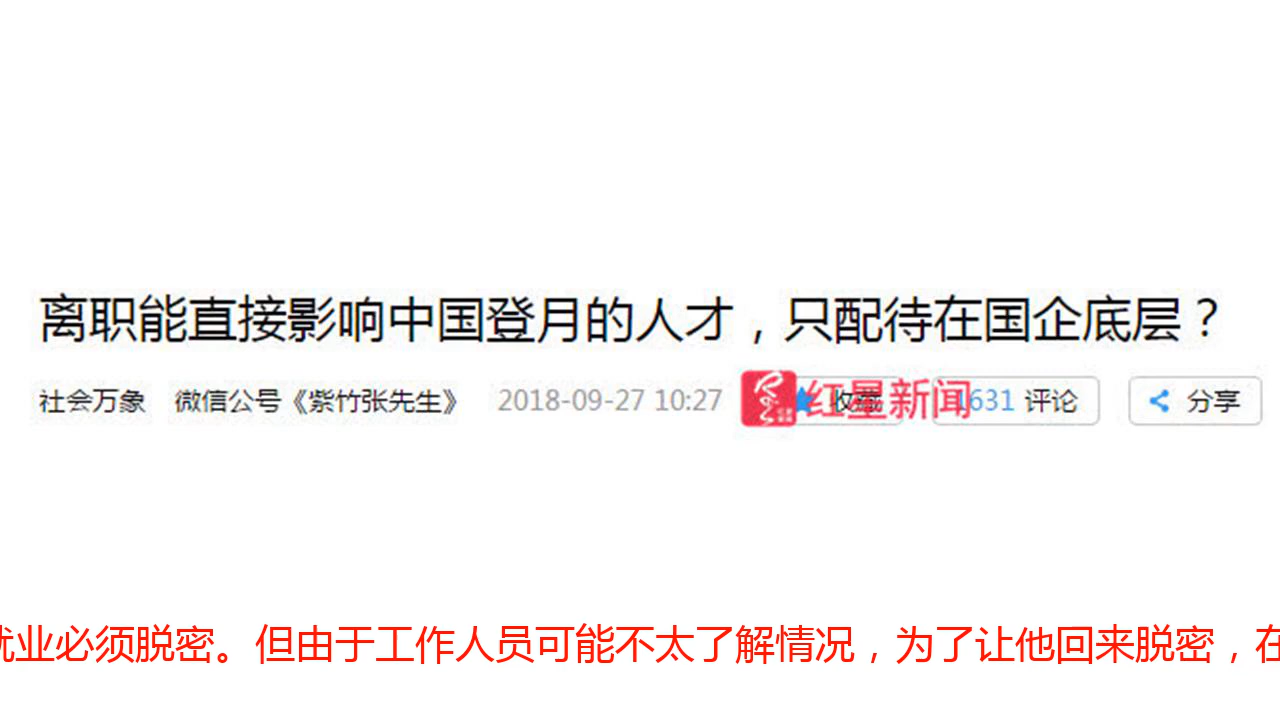 离职能直接影响中国登月的人才，只配待在国企底层？
社会万象 微信公号《紫竹张先生》 2018-09-27 10:27 红星新闻 收藏 1631 评论 分享
就业必须脱密。但由于工作人员可能不太了解情况，为了让他回来脱密，在